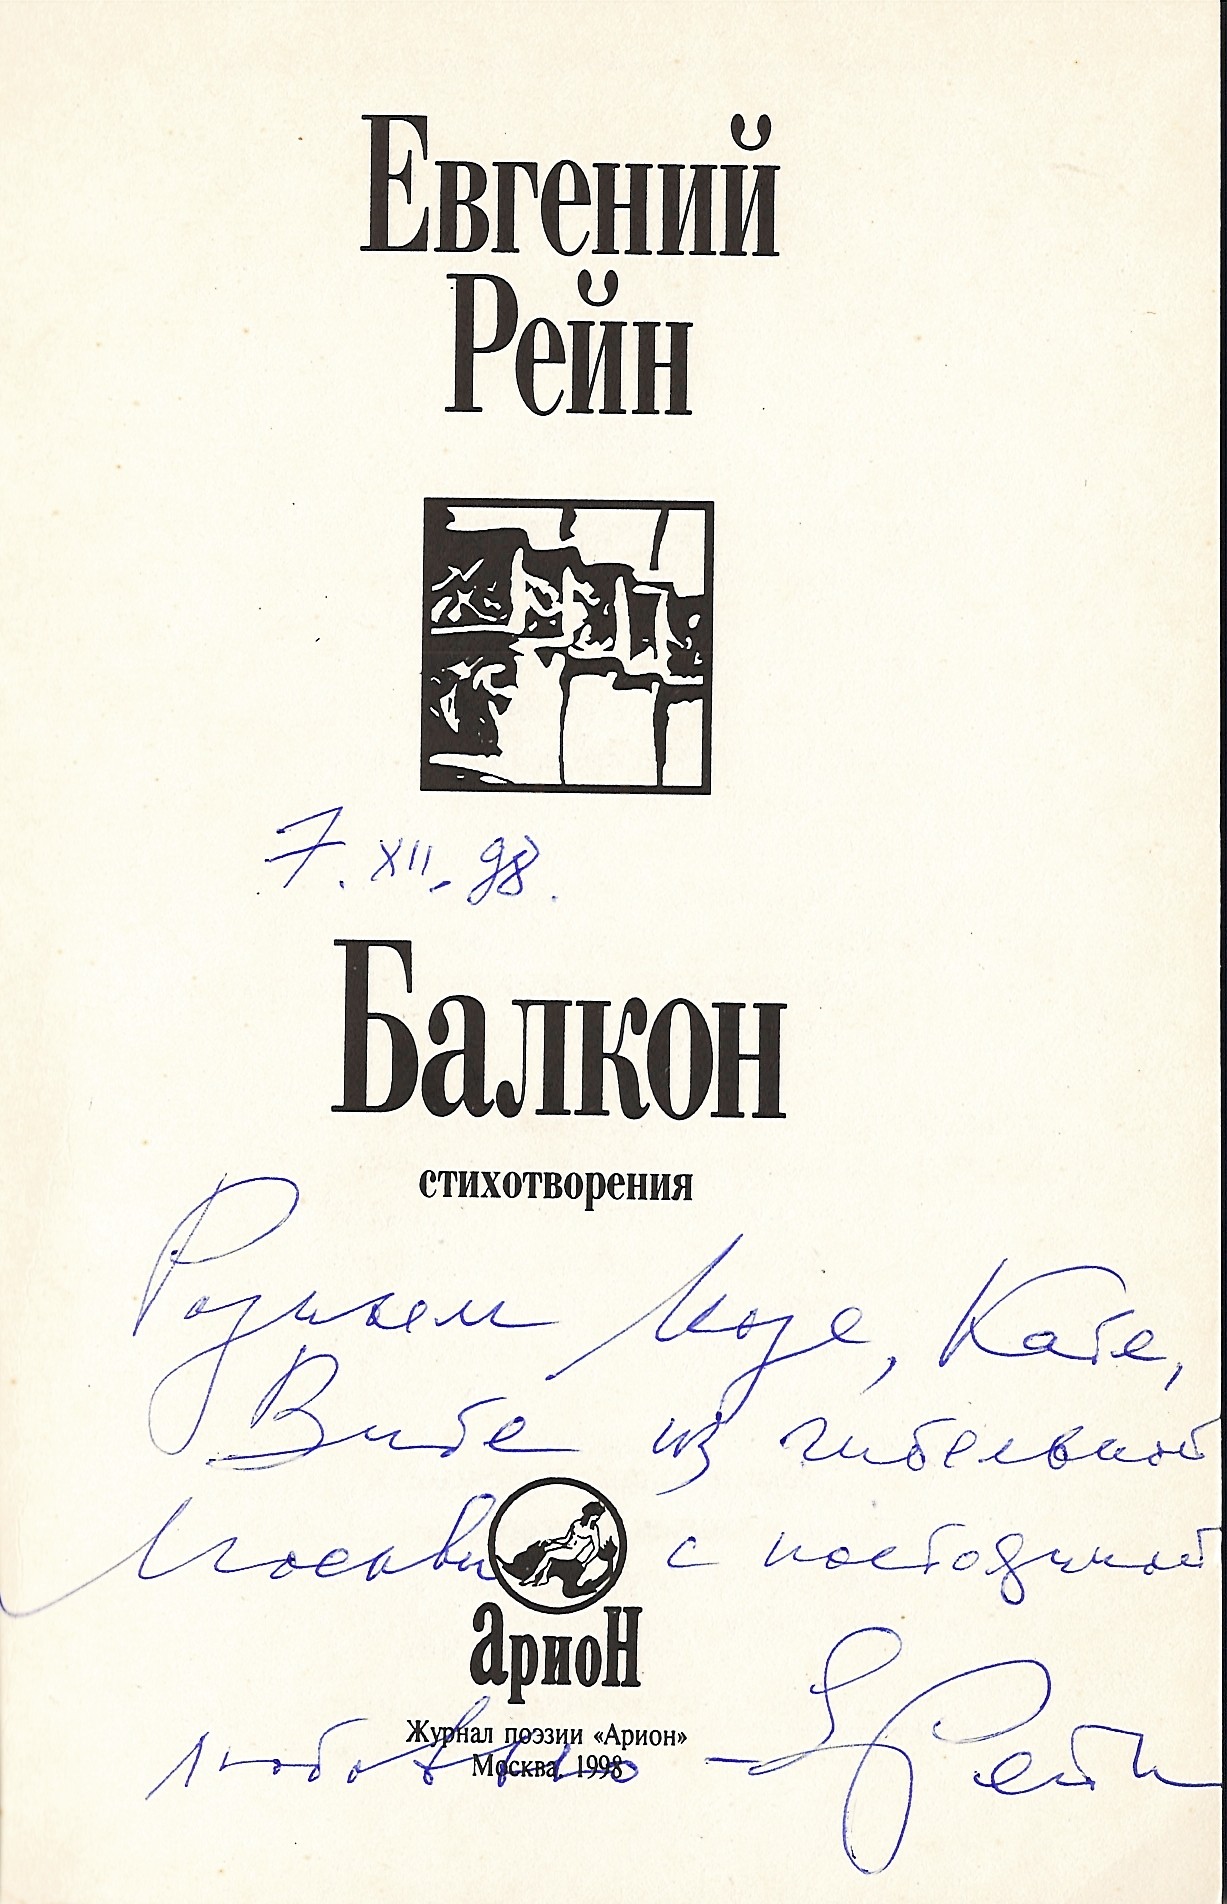 Евгений
Рейн
7. XII. 98.
Балкон
стихотворения
Родным Люде, Кате,
Вите из гибельной
Москвы с постоянной
Арион
Журнал поэзии «Арион»
Москва, 1998
любовью — Е Рейн